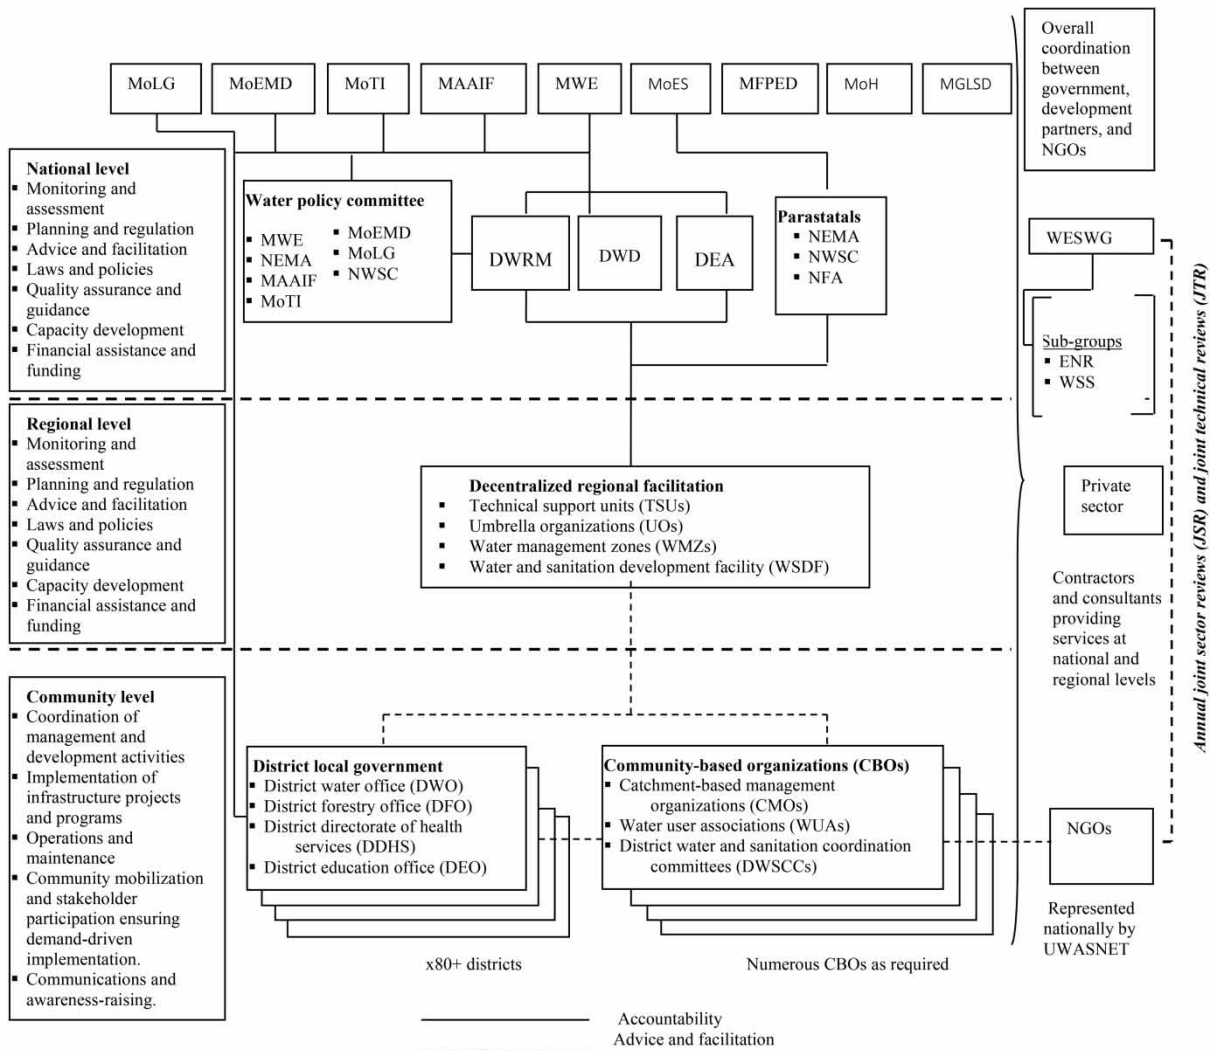 MoLG
MoEMD
MoTI
MAAIF
MWE
MoES
MFPED
MoH
MGLSD
Overall
coordination
between
government,
development
partners, and
NGOs
National level
▪ Monitoring and
assessment
▪ Planning and regulation
▪ Advice and facilitation
▪ Laws and policies
▪ Quality assurance and
guidance
▪ Capacity development
▪ Financial assistance and
funding
Water policy committee
▪ MWE
▪ NEMA
▪ MAAIF
▪ MoTI
▪ MoEMD
▪ MoLG
▪ NWSC
DWRM
DWD
DEA
Parastatals
▪ NEMA
▪ NWSC
▪ NFA
WESWG
Sub-groups
▪ ENR
▪ WSS
Annual joint sector reviews (JSR) and joint technical reviews (JTR)
Regional level
▪ Monitoring and
assessment
▪ Planning and regulation
▪ Advice and facilitation
▪ Laws and policies
▪ Quality assurance and
guidance
▪ Capacity development
▪ Financial assistance and
funding
Decentralized regional facilitation
▪ Technical support units (TSUs)
▪ Umbrella organizations (UOs)
▪ Water management zones (WMZs)
▪ Water and sanitation development facility (WSDF)
Private
sector
Contractors
and consultants
providing
services at
national and
regional levels
Community level
▪ Coordination of
management and
development activities
▪ Implementation of
infrastructure projects
and programs
▪ Operations and
maintenance
▪ Community mobilization
and stakeholder
participation ensuring
demand-driven
implementation.
▪ Communications and
awareness-raising.
District local government
▪ District water office (DWO)
▪ District forestry office (DFO)
▪ District directorate of health
services (DDHS)
▪ District education office (DEO)
x80+ districts
Community-based organizations (CBOs)
▪ Catchment-based management
organizations (CMOs)
▪ Water user associations (WUAs)
▪ District water and sanitation coordination
committees (DWSCCs)
Numerous CBOs as required
NGOs
Represented
nationally by
UWASNET
Accountability
Advice and facilitation